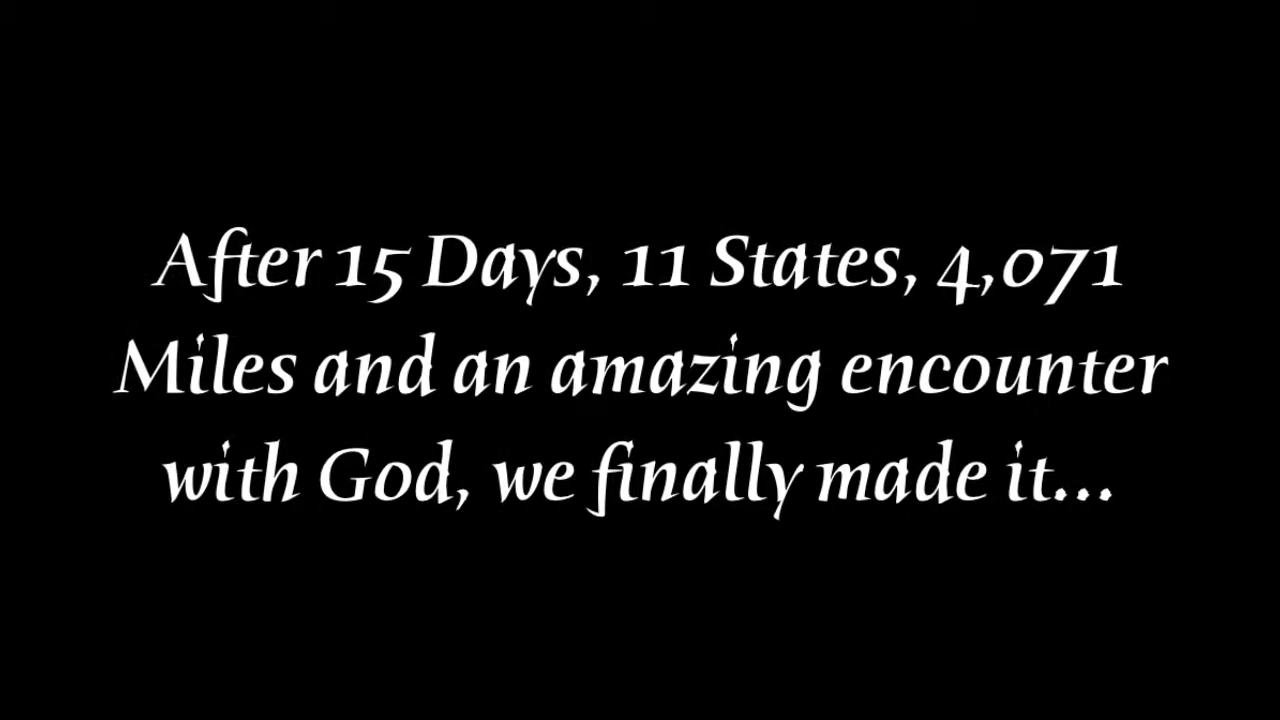 After 15 Days, 11 States, 4,071
Miles and an amazing encounter
with God, we finally made it...